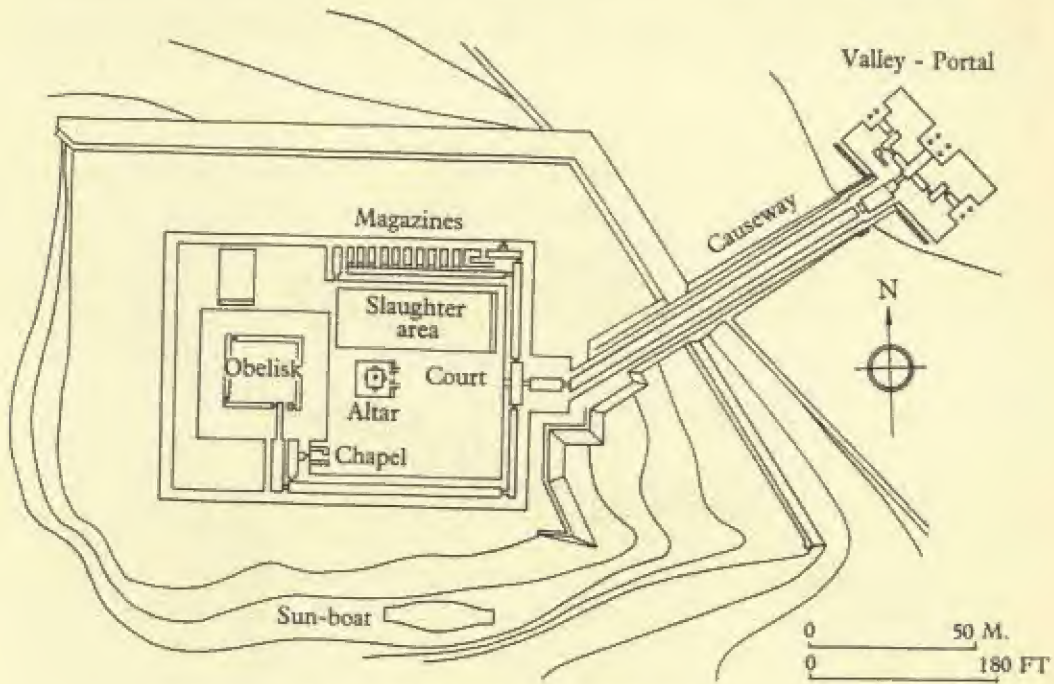 Valley - Portal
Causeway
Magazines
N
Slaughter
area
Obelisk
Court
Altar
Chapel
Sun-boat
0 50 M.
0 180 FT